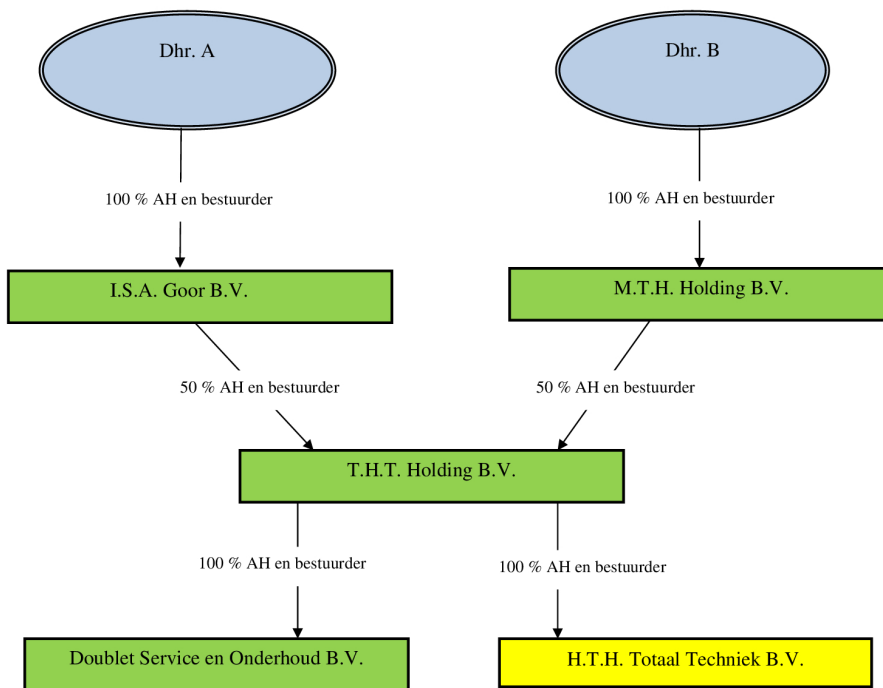 Dhr. A
Dhr. B
100 % AH en bestuurder
100 % AH en bestuurder
I.S.A. Goor B.V.
M.T.H. Holding B.V.
50 % AH en bestuurder
50 % AH en bestuurder
T.H.T. Holding B.V.
100 % AH en bestuurder
100 % AH en bestuurder
Doublet Service en Onderhoud B.V.
H.T.H. Totaal Techniek B.V.